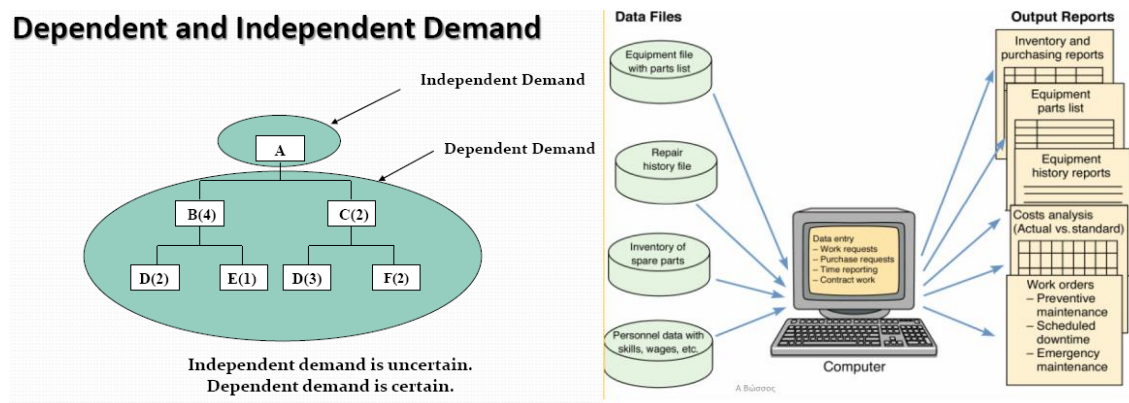 Dependent and Independent Demand
Independent Demand
A
Dependent Demand
B(4)
C(2)
D(2)
E(1)
D(3)
F(2)
Independent demand is uncertain.
Dependent demand is certain.
Data Files
Equipment file
with parts list
Repair
history file
Inventory of
spare parts
Personnel data with
skills, wages, etc.
Data entry
– Work requests
– Purchase requests
– Time reporting
– Contract work
Computer
Α Βώσσος
Output Reports
Inventory and
purchasing reports
Equipment
parts list
Equipment
history reports
Costs analysis
(Actual vs. standard)
Work orders
– Preventive
maintenance
– Scheduled
downtime
– Emergency
maintenance